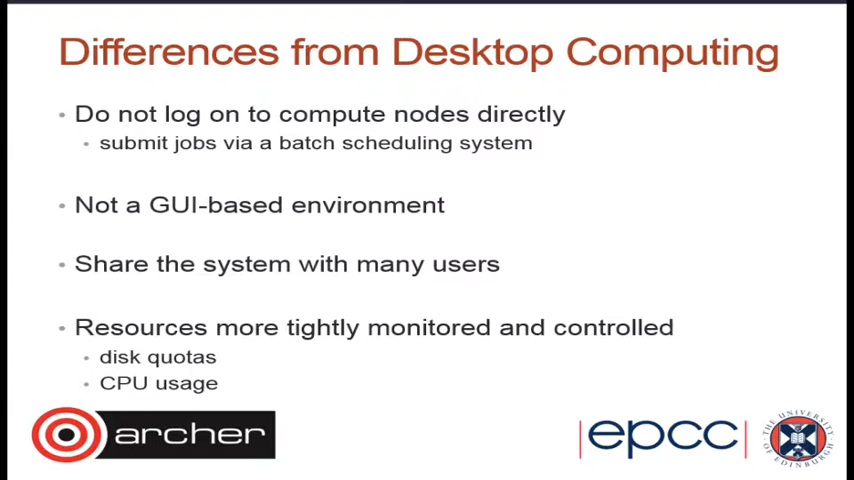 Differences from Desktop Computing
Do not log on to compute nodes directly
submit jobs via a batch scheduling system
Not a GUI-based environment
Share the system with many users
Resources more tightly monitored and controlled
disk quotas
CPU usage
archer
epcc
THE UNIVERSITY
OF EDINBURGH